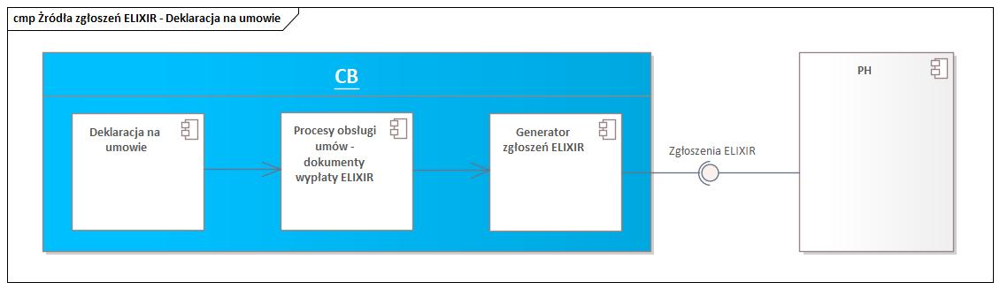 cmp Żródła zgłoszeń ELIXIR - Deklaracja na umowie
CB
Deklaracja na
umowie
Procesy obsługi
umów -
dokumenty
wypłaty ELIXIR
Generator
zgłoszeń ELIXIR
Zgłoszenia ELIXIR
PH